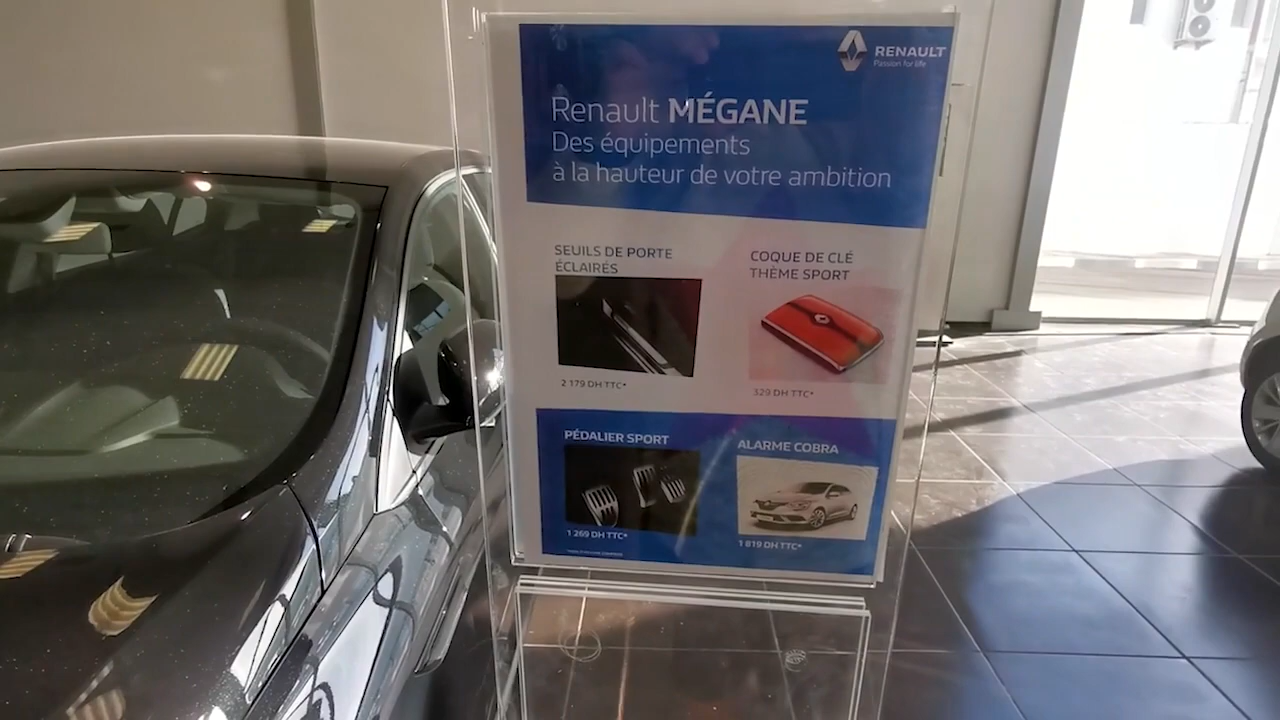 RENAULT
Passion for life
Renault MÉGANE
Des équipements
à la hauteur de votre ambition
SEUILS DE PORTE
ÉCLAIRÉS
2 179 DH TTC*
COQUE DE CLÉ
THÈME SPORT
329 DH TTC*
PÉDALIER SPORT
1 269 DH TTC*
ALARME COBRA
1 819 DH TTC*